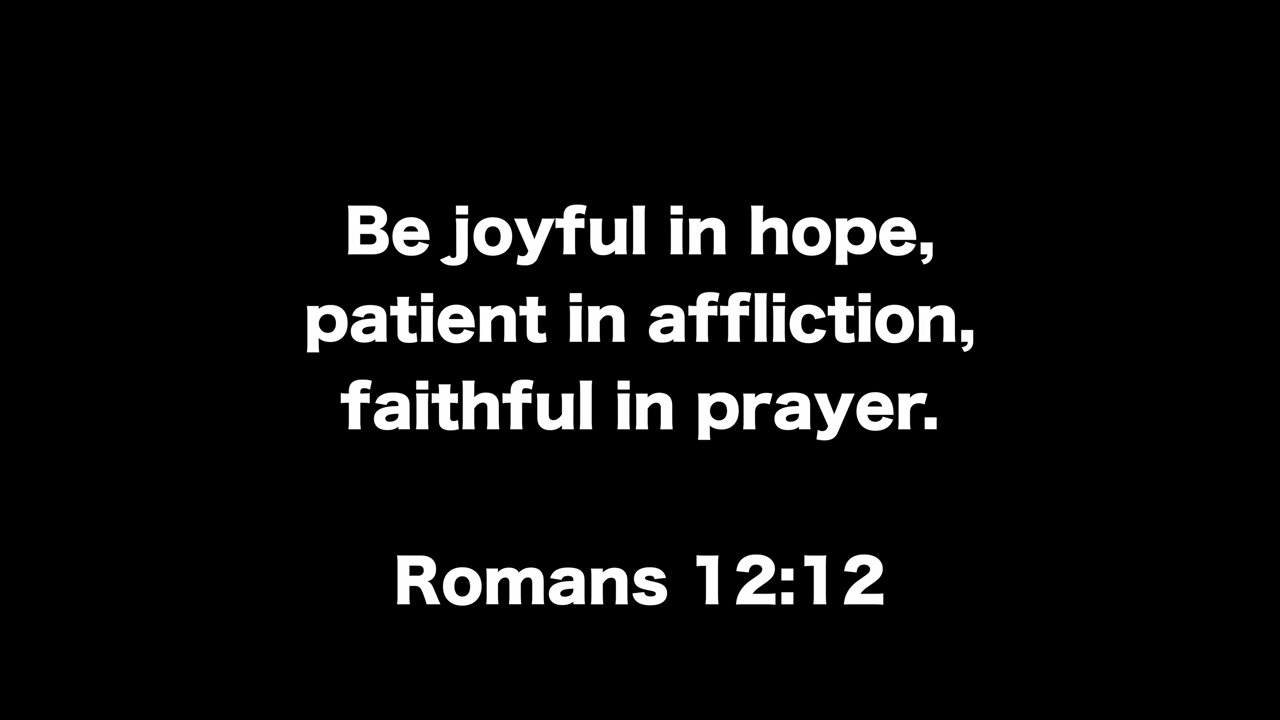 Be joyful in hope,
patient in affliction,
faithful in prayer.
Romans 12:12